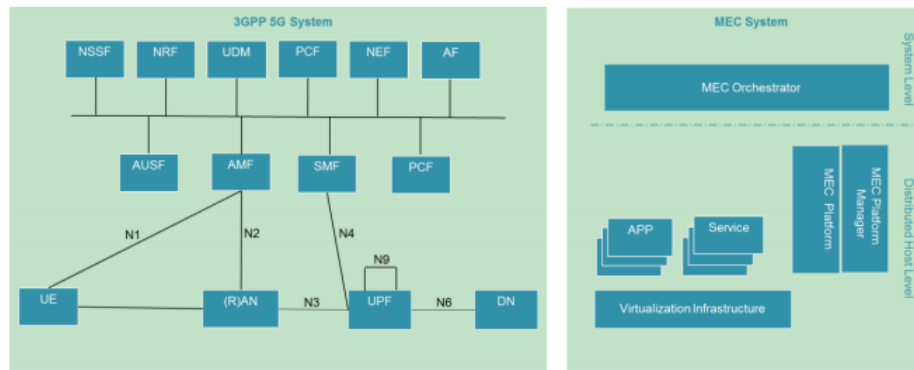 3GPP 5G System
NSSF NRF UDM PCF NEF AF
AUSF AMF SMF PCF
N1 N2 N4
N9
UE (R)AN N3 UPF N6 DN
MEC System
System Level
MEC Orchestrator
Distributed Host Level
MEC Platform
MEC Platform
Manager
APP Service
Virtualization Infrastructure